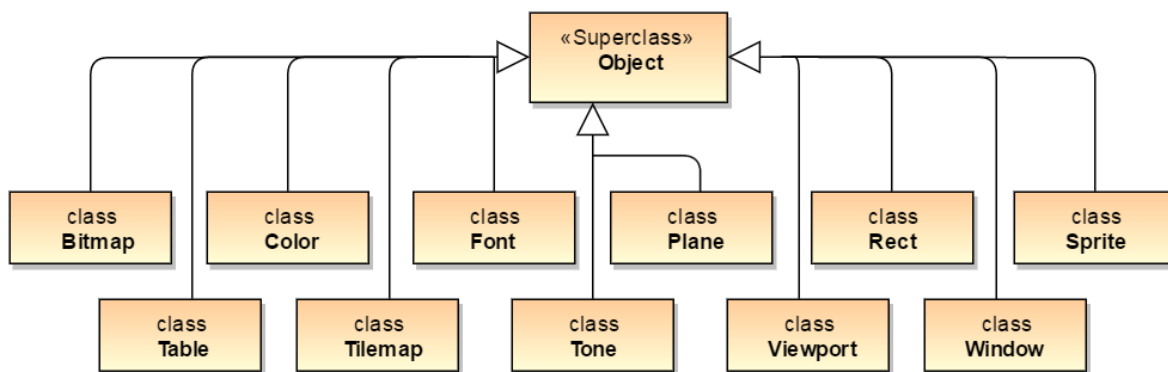 «Superclass»
Object
class
Bitmap
class
Color
class
Font
class
Plane
class
Rect
class
Sprite
class
Table
class
Tilemap
class
Tone
class
Viewport
class
Window